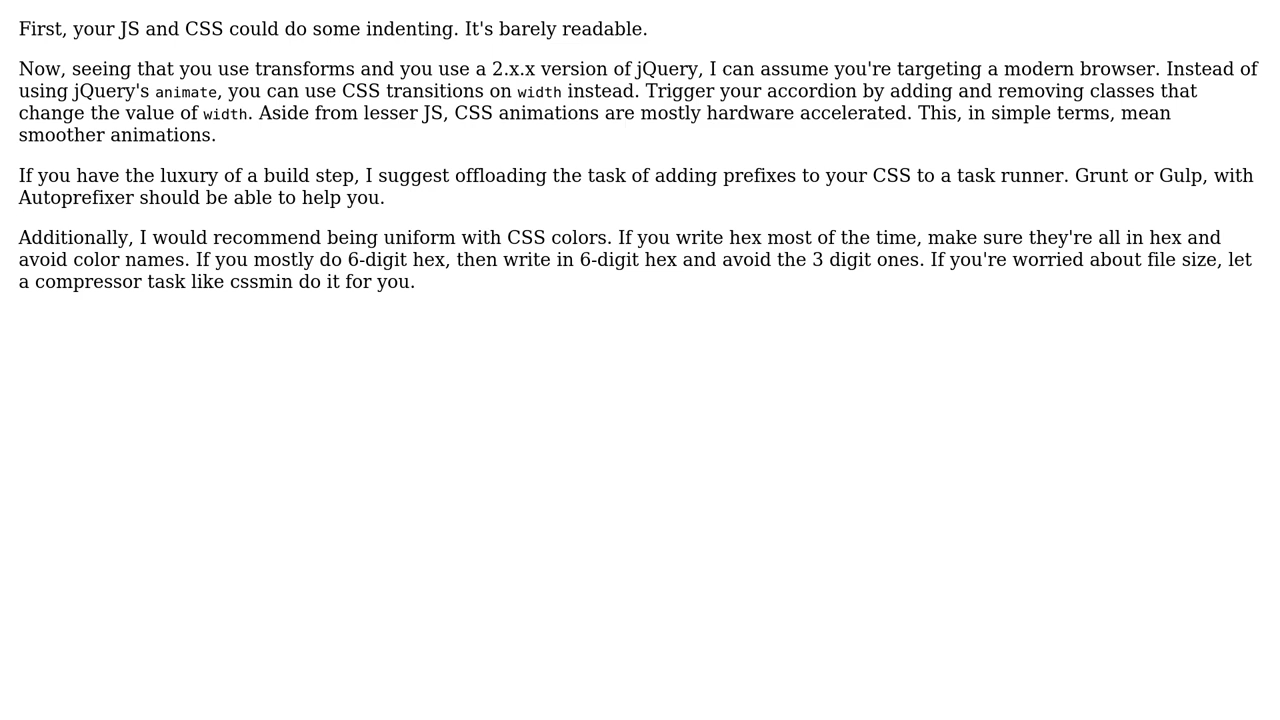 First, your JS and CSS could do some indenting. It's barely readable.
Now, seeing that you use transforms and you use a 2.x.x version of jQuery, I can assume you're targeting a modern browser. Instead of
using jQuery's animate, you can use CSS transitions on width instead. Trigger your accordion by adding and removing classes that
change the value of width. Aside from lesser JS, CSS animations are mostly hardware accelerated. This, in simple terms, mean
smoother animations.
If you have the luxury of a build step, I suggest offloading the task of adding prefixes to your CSS to a task runner. Grunt or Gulp, with
Autoprefixer should be able to help you.
Additionally, I would recommend being uniform with CSS colors. If you write hex most of the time, make sure they're all in hex and
avoid color names. If you mostly do 6-digit hex, then write in 6-digit hex and avoid the 3 digit ones. If you're worried about file size, let
a compressor task like cssmin do it for you.